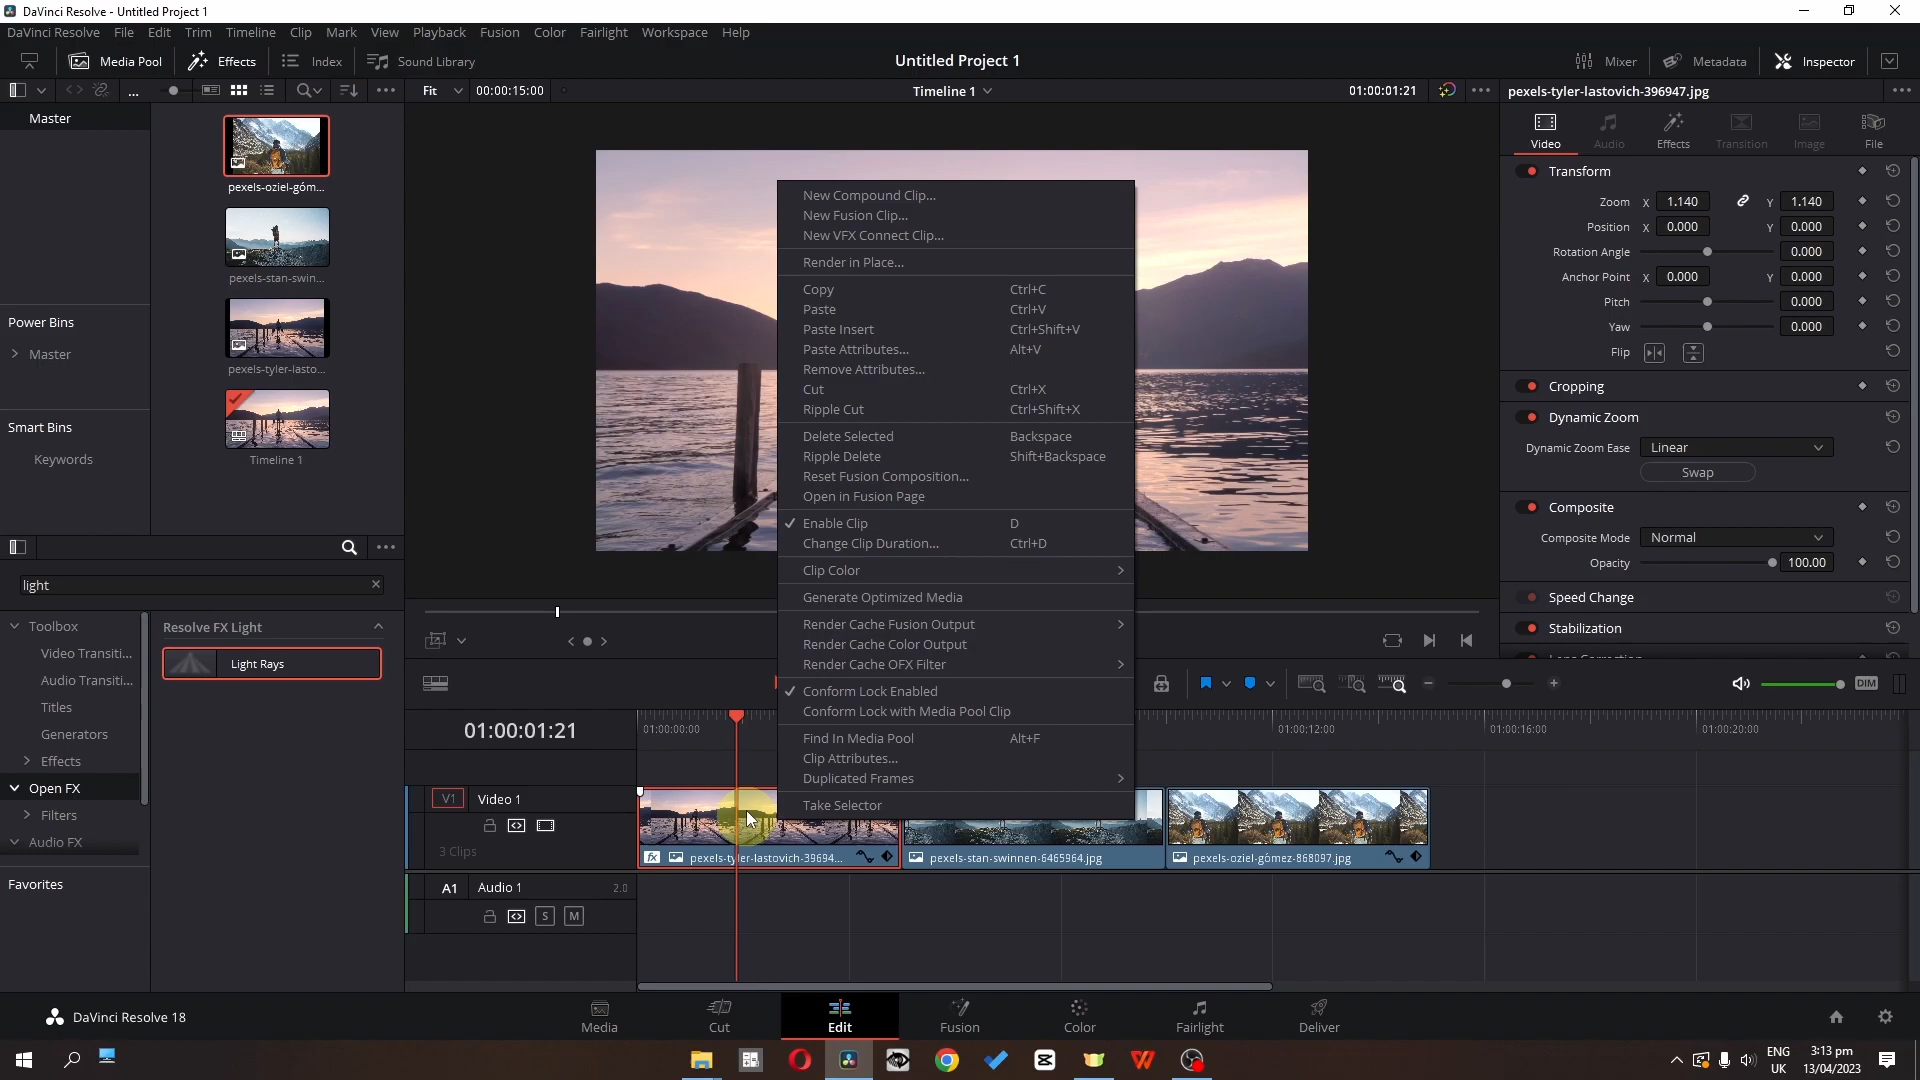 DaVinci Resolve - Untitled Project 1
DaVinci Resolve File Edit Trim Timeline Clip Mark View Playback Fusion Color Fairlight Workspace Help
Media Pool Effects Index Sound Library
Untitled Project 1
Mixer Metadata Inspector
Fit 00:00:15:00 Timeline 1 01:00:01:21
pexels-tyler-lastovich-396947.jpg
Master
pexels-oziel-góm...
pexels-stan-swin...
pexels-tyler-lasto...
Timeline 1
Power Bins
Master
Smart Bins
Keywords
Video Audio Effects Transition Image File
Transform
Zoom X 1.140 Y 1.140
Position X 0.000 Y 0.000
Rotation Angle 0.000
Anchor Point X 0.000 Y 0.000
Pitch 0.000
Yaw 0.000
Flip
Cropping
Dynamic Zoom
Dynamic Zoom Ease Linear
Swap
Composite
Composite Mode Normal
Opacity 100.00
Speed Change
Stabilization
New Compound Clip...
New Fusion Clip...
New VFX Connect Clip...
Render in Place...
Copy Ctrl+C
Paste Ctrl+V
Paste Insert Ctrl+Shift+V
Paste Attributes... Alt+V
Remove Attributes...
Cut Ctrl+X
Ripple Cut Ctrl+Shift+X
Delete Selected Backspace
Ripple Delete Shift+Backspace
Reset Fusion Composition...
Open in Fusion Page
Enable Clip D
Change Clip Duration... Ctrl+D
Clip Color
Generate Optimized Media
Render Cache Fusion Output
Render Cache Color Output
Render Cache OFX Filter
Conform Lock Enabled
Conform Lock with Media Pool Clip
Find In Media Pool Alt+F
Clip Attributes...
Duplicated Frames
Take Selector
light
Toolbox
Video Transiti...
Audio Transiti...
Titles
Generators
Effects
Open FX
Filters
Audio FX
Favorites
Resolve FX Light
Light Rays
DIM
01:00:01:21
01:00:00:00 01:00:12:00 01:00:16:00 01:00:20:00
V1 Video 1
3 Clips
pexels-tyler-lastovich-39694...
pexels-stan-swinnen-6465964.jpg
pexels-oziel-gómez-868097.jpg
A1 Audio 1 2.0
S M
DaVinci Resolve 18
Media Cut Edit Fusion Color Fairlight Deliver
ENG
UK
3:13 pm
13/04/2023